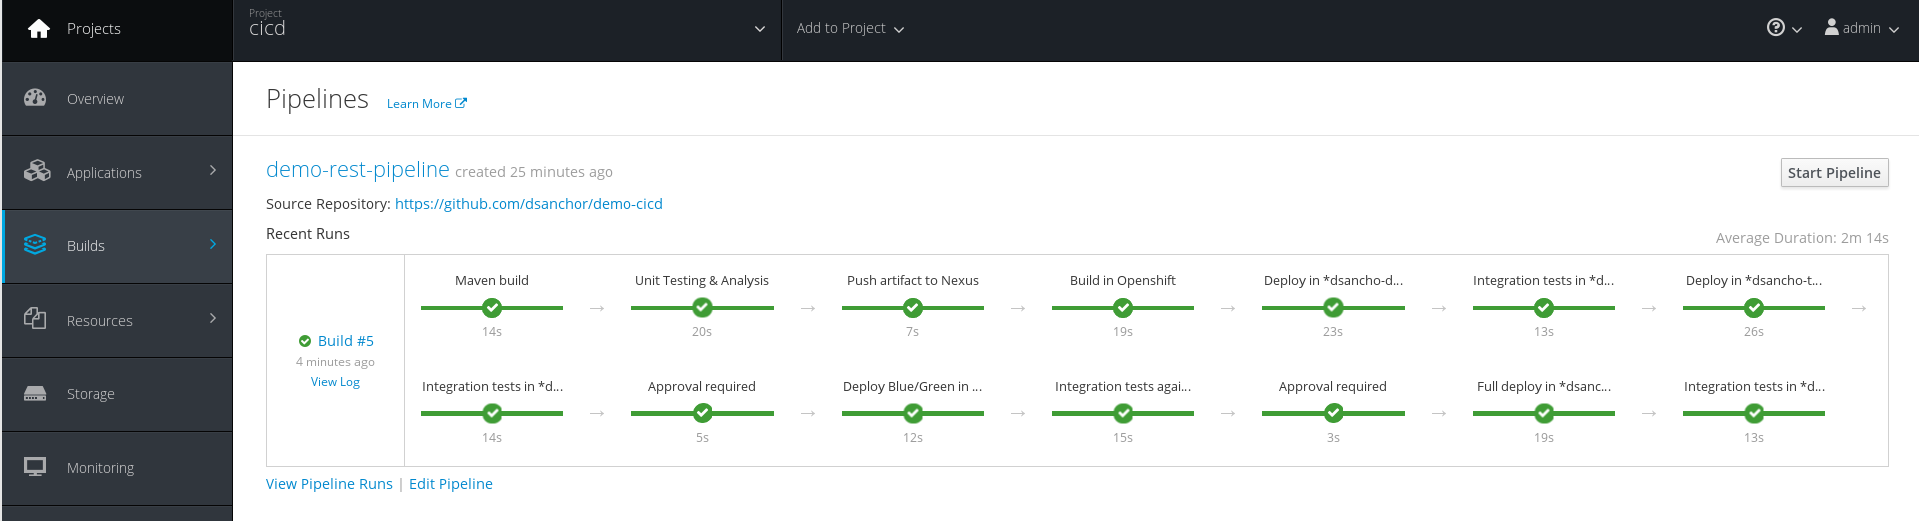 Projects
Project
cicd
Add to Project
admin
Overview
Applications
Builds
Resources
Storage
Monitoring
Pipelines Learn More
demo-rest-pipeline created 25 minutes ago
Start Pipeline
Source Repository: https://github.com/dsanchor/demo-cicd
Recent Runs
Average Duration: 2m 14s
Build #5
4 minutes ago
View Log
Maven build
14s
Unit Testing & Analysis
20s
Push artifact to Nexus
7s
Build in Openshift
19s
Deploy in *dsancho-d...
23s
Integration tests in *d...
13s
Deploy in *dsancho-t...
26s
Integration tests in *d...
14s
Approval required
5s
Deploy Blue/Green in ...
12s
Integration tests agai...
15s
Approval required
3s
Full deploy in *dsanc...
19s
Integration tests in *d...
13s
View Pipeline Runs | Edit Pipeline